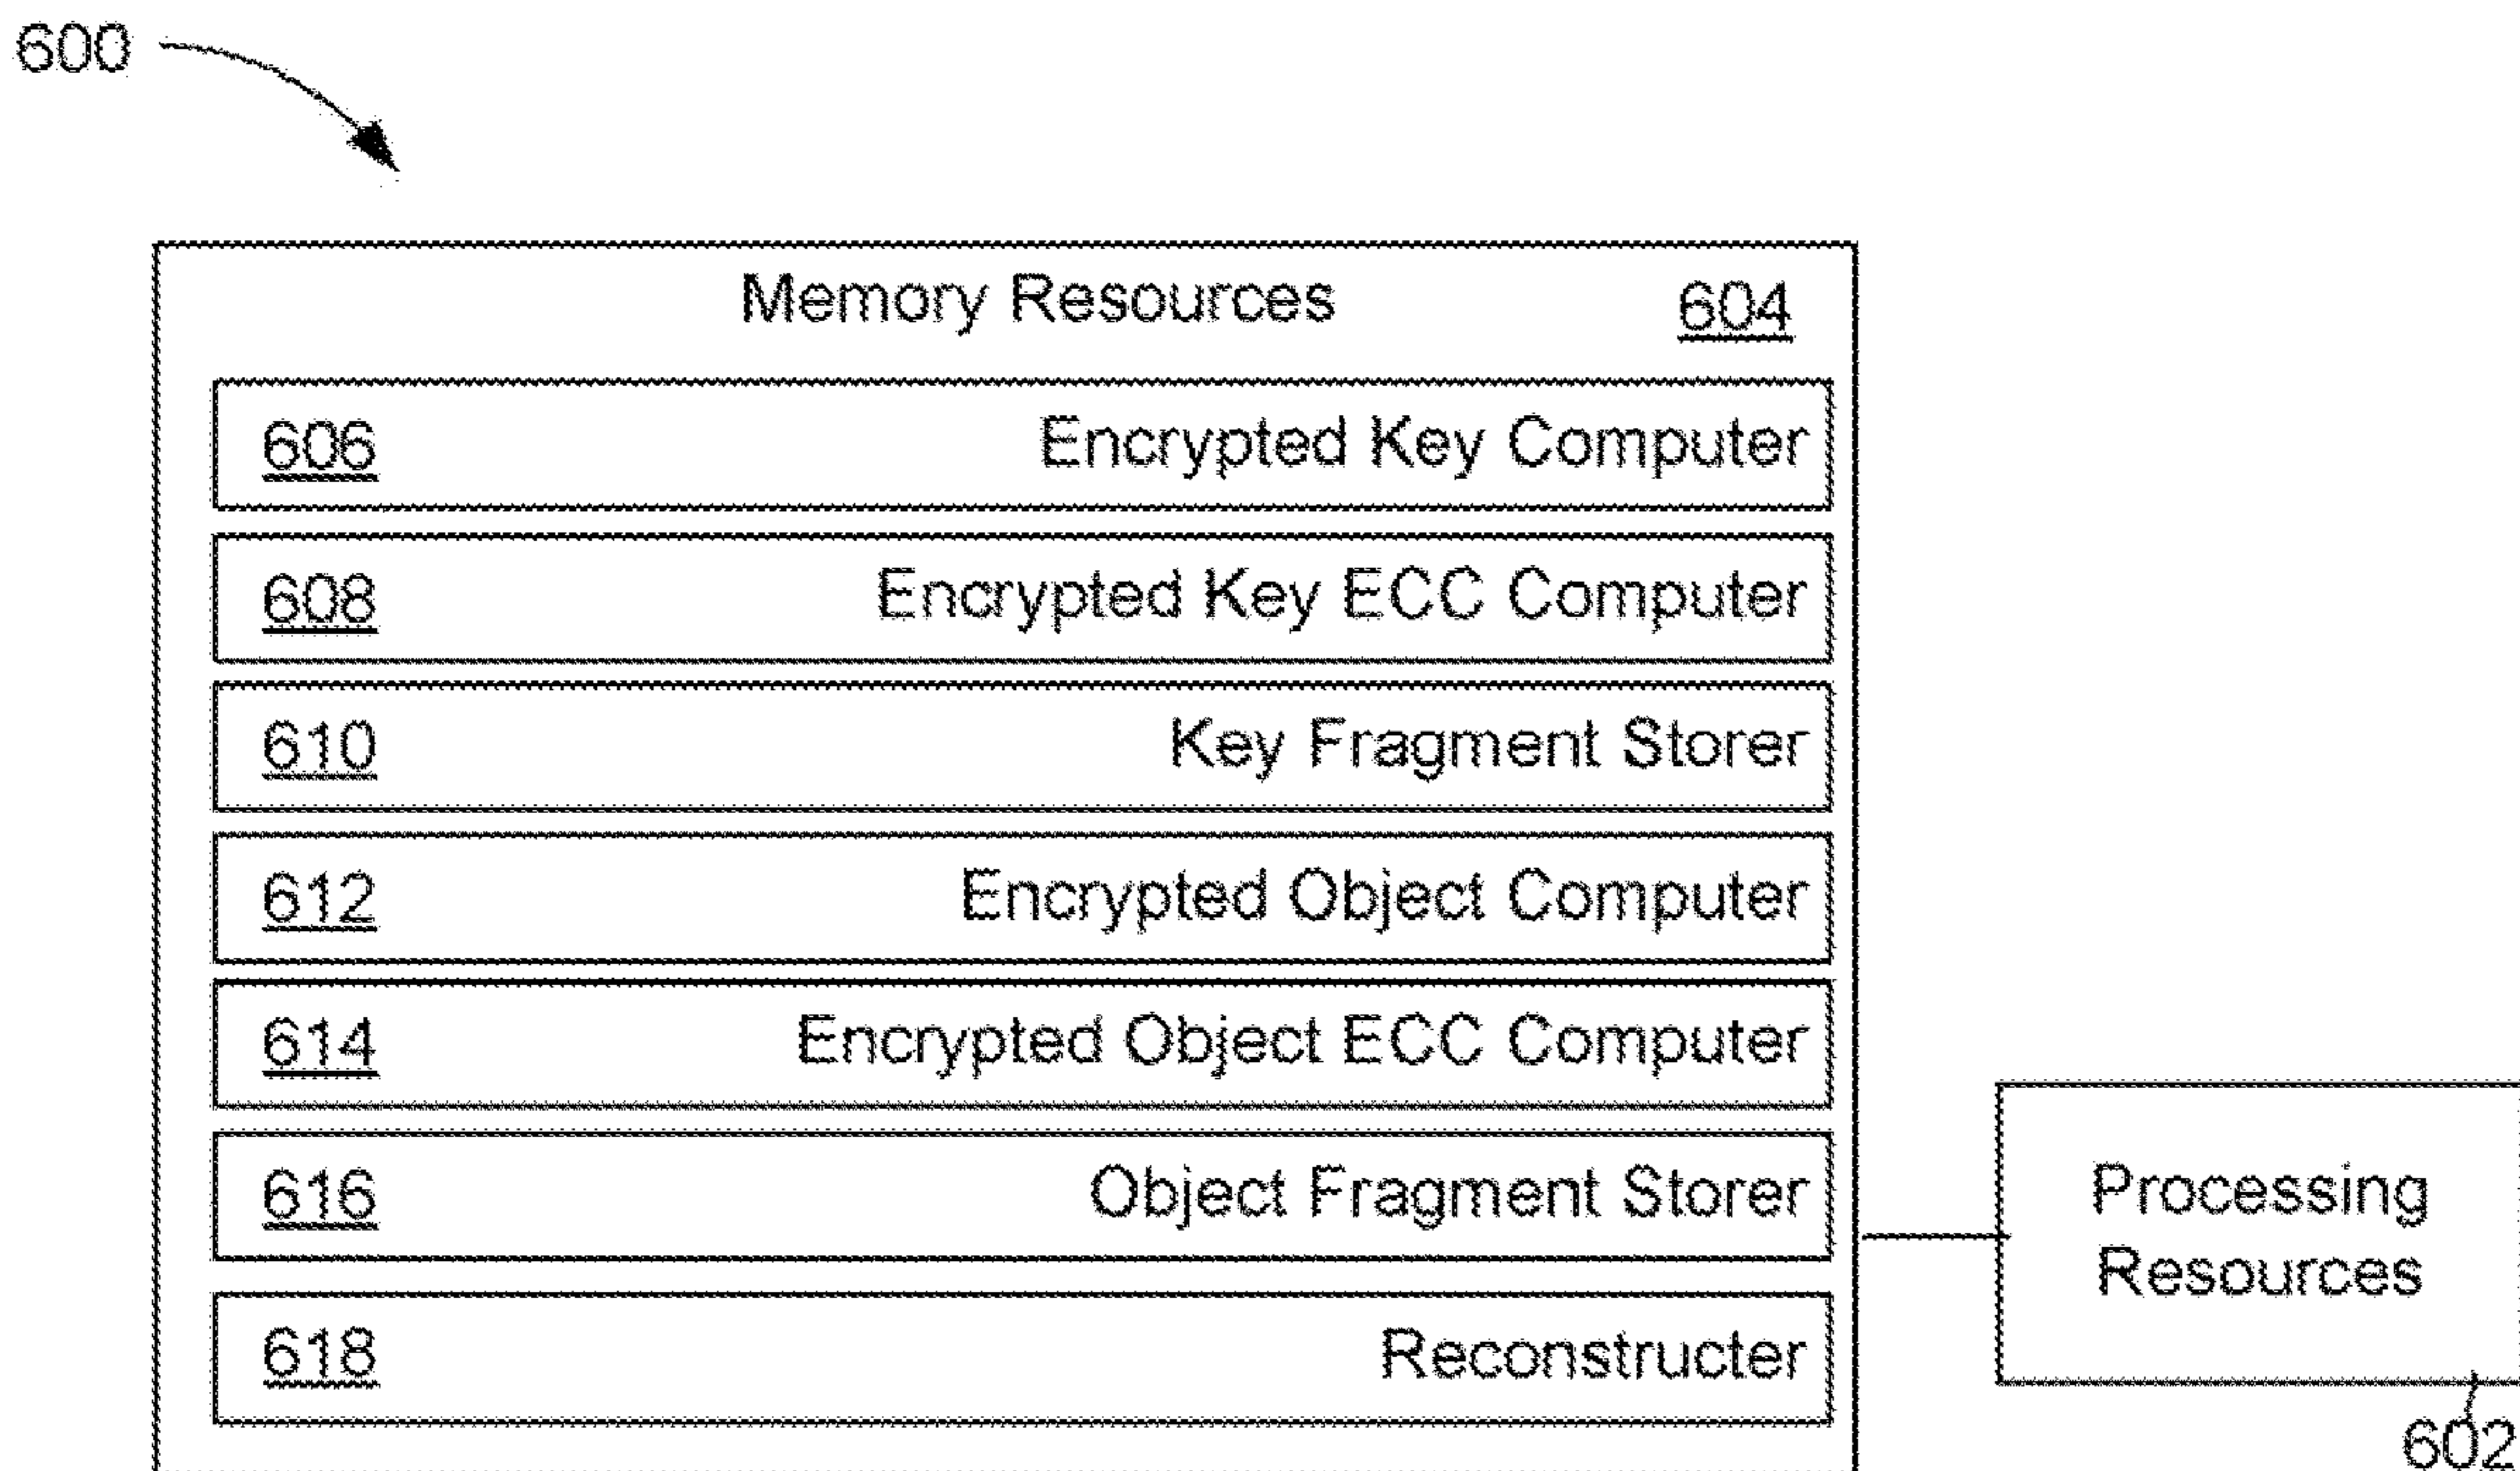 600
Memory Resources 604
606 Encrypted Key Computer
608 Encrypted Key ECC Computer
610 Key Fragment Storer
612 Encrypted Object Computer
614 Encrypted Object ECC Computer
616 Object Fragment Storer
618 Reconstructer
Processing
Resources
602